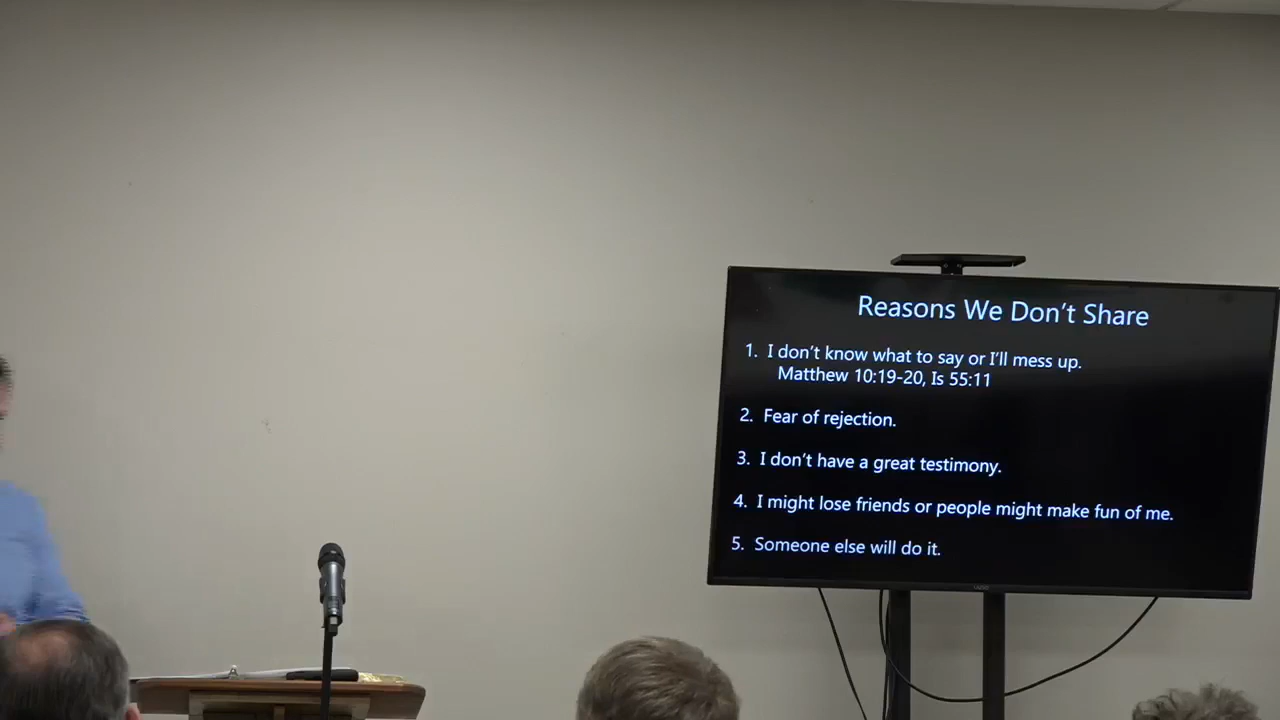 Reasons We Don't Share
1. I don't know what to say or I'll mess up.
Matthew 10:19-20, Is 55:11
2. Fear of rejection.
3. I don't have a great testimony.
4. I might lose friends or people might make fun of me.
5. Someone else will do it.